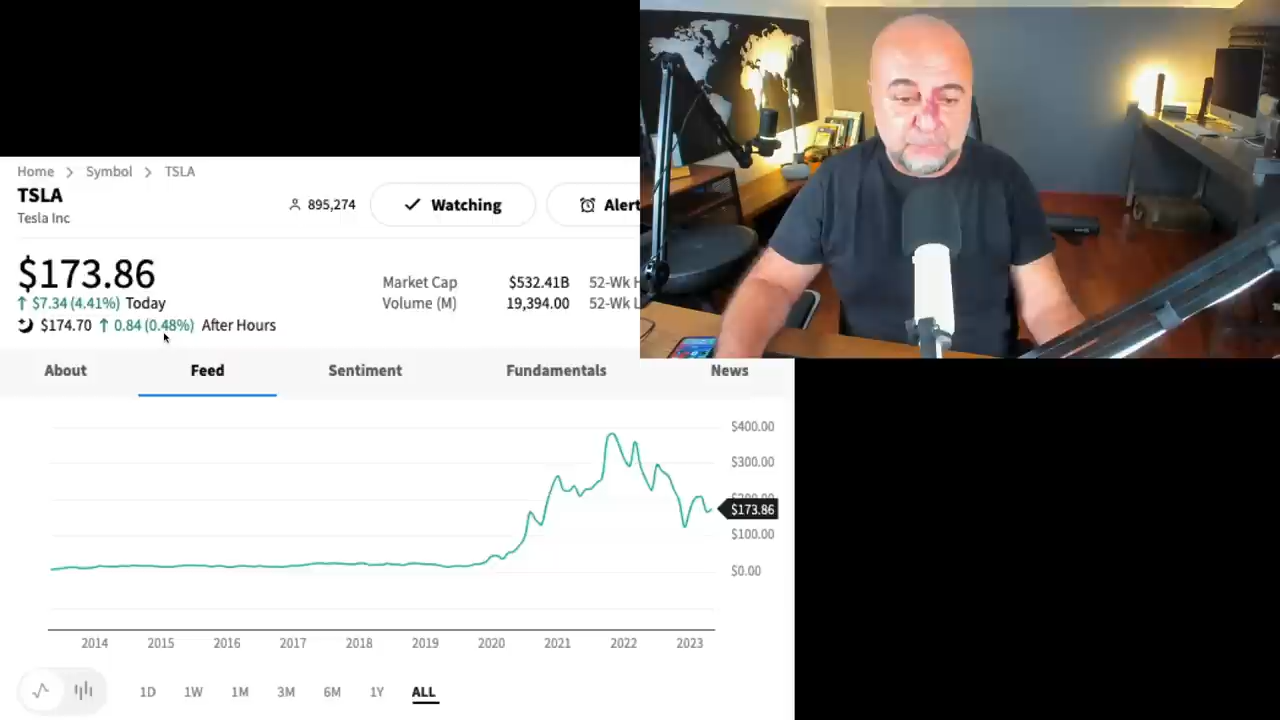 Home > Symbol > TSLA
TSLA
Tesla Inc
895,274
Watching
Alert
$173.86
↑ $7.34 (4.41%) Today
$174.70 ↑ 0.84 (0.48%) After Hours
Market Cap $532.41B 52-Wk H
Volume (M) 19,394.00 52-Wk L
About Feed Sentiment Fundamentals News
$400.00
$300.00
$200.00
$173.86
$100.00
$0.00
2014 2015 2016 2017 2018 2019 2020 2021 2022 2023
1D 1W 1M 3M 6M 1Y ALL